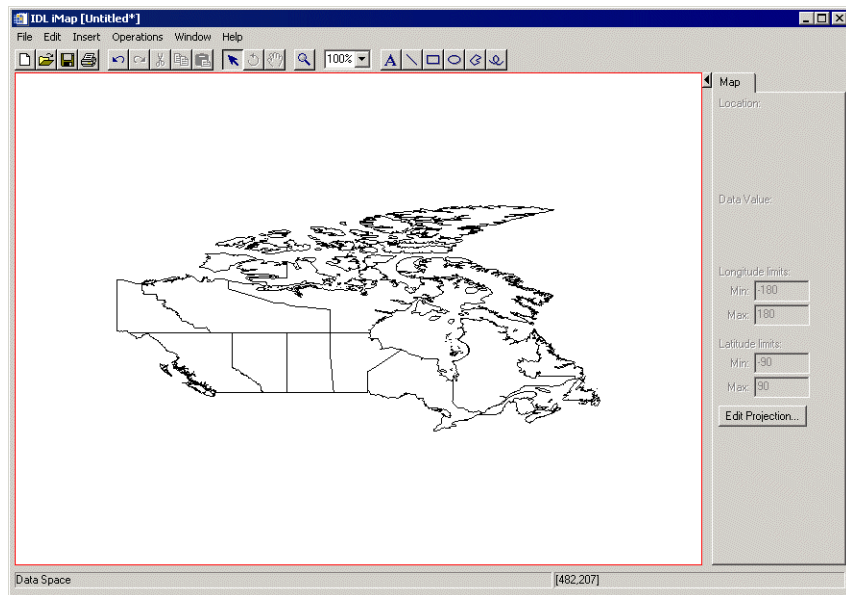 IDL iMap [Untitled*]
File Edit Insert Operations Window Help
100%
A
Map
Location:
Data Value:
Longitude limits:
Min: -180
Max: 180
Latitude limits:
Min: -90
Max: 90
Edit Projection...
Data Space [482,207]